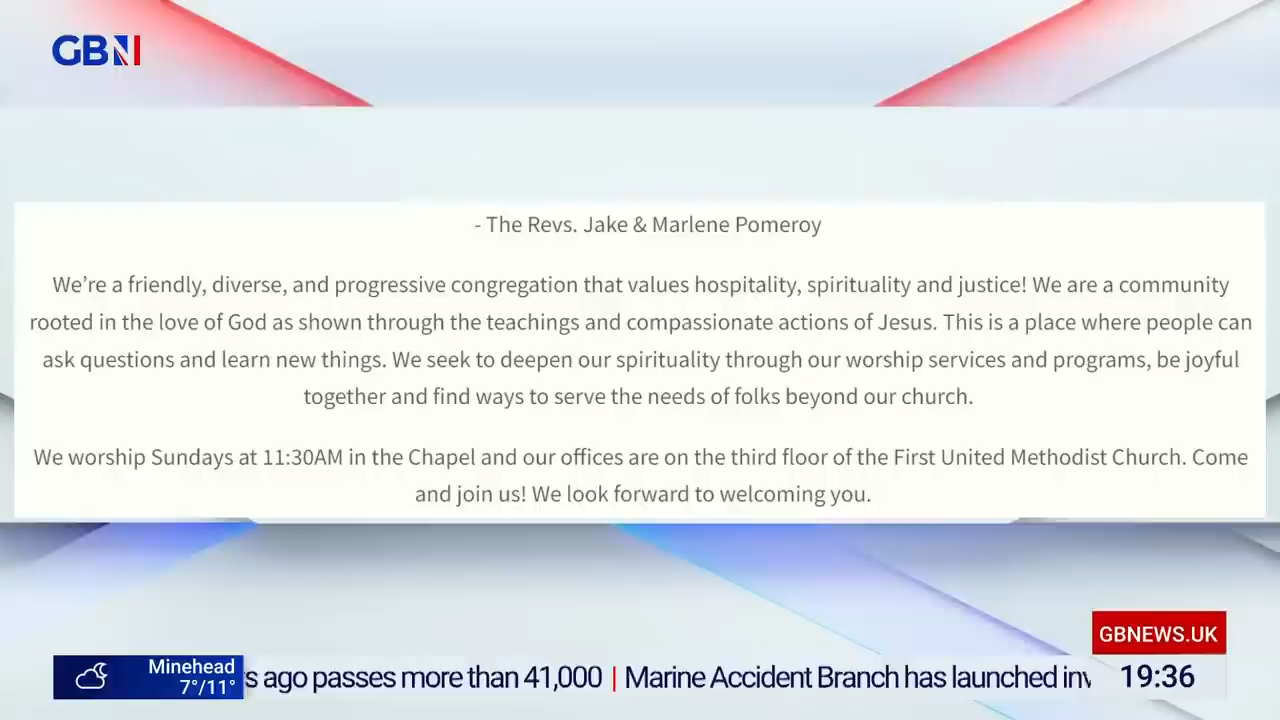 GBN
- The Revs. Jake & Marlene Pomeroy
We're a friendly, diverse, and progressive congregation that values hospitality, spirituality and justice! We are a community
rooted in the love of God as shown through the teachings and compassionate actions of Jesus. This is a place where people can
ask questions and learn new things. We seek to deepen our spirituality through our worship services and programs, be joyful
together and find ways to serve the needs of folks beyond our church.
We worship Sundays at 11:30AM in the Chapel and our offices are on the third floor of the First United Methodist Church. Come
and join us! We look forward to welcoming you.
GBNEWS.UK
Minehead
7°/11°
s ago passes more than 41,000 | Marine Accident Branch has launched inv
19:36